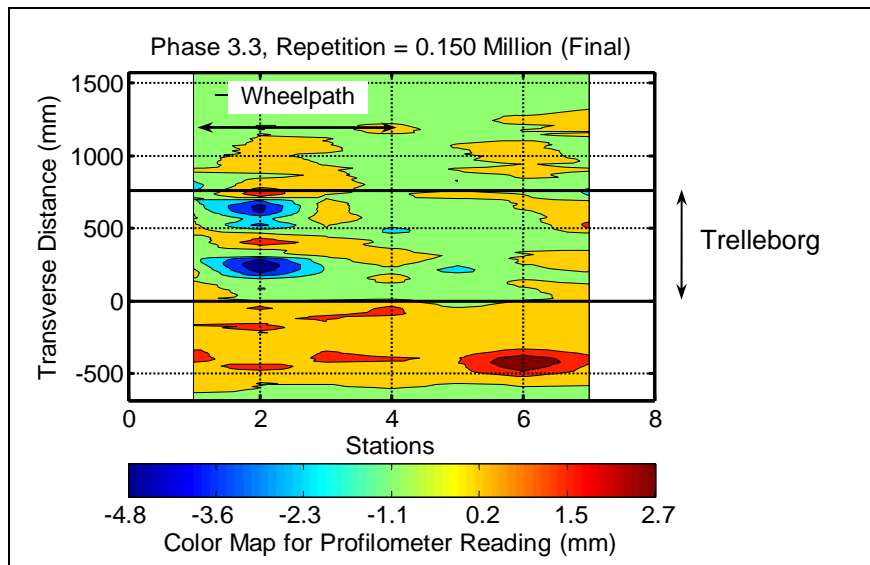 Phase 3.3, Repetition = 0.150 Million (Final)
1500
Wheelpath
1000
500
0
-500
Transverse Distance (mm)
Trelleborg
0 2 4 6 8
Stations
-4.8 -3.6 -2.3 -1.1 0.2 1.5 2.7
Color Map for Profilometer Reading (mm)